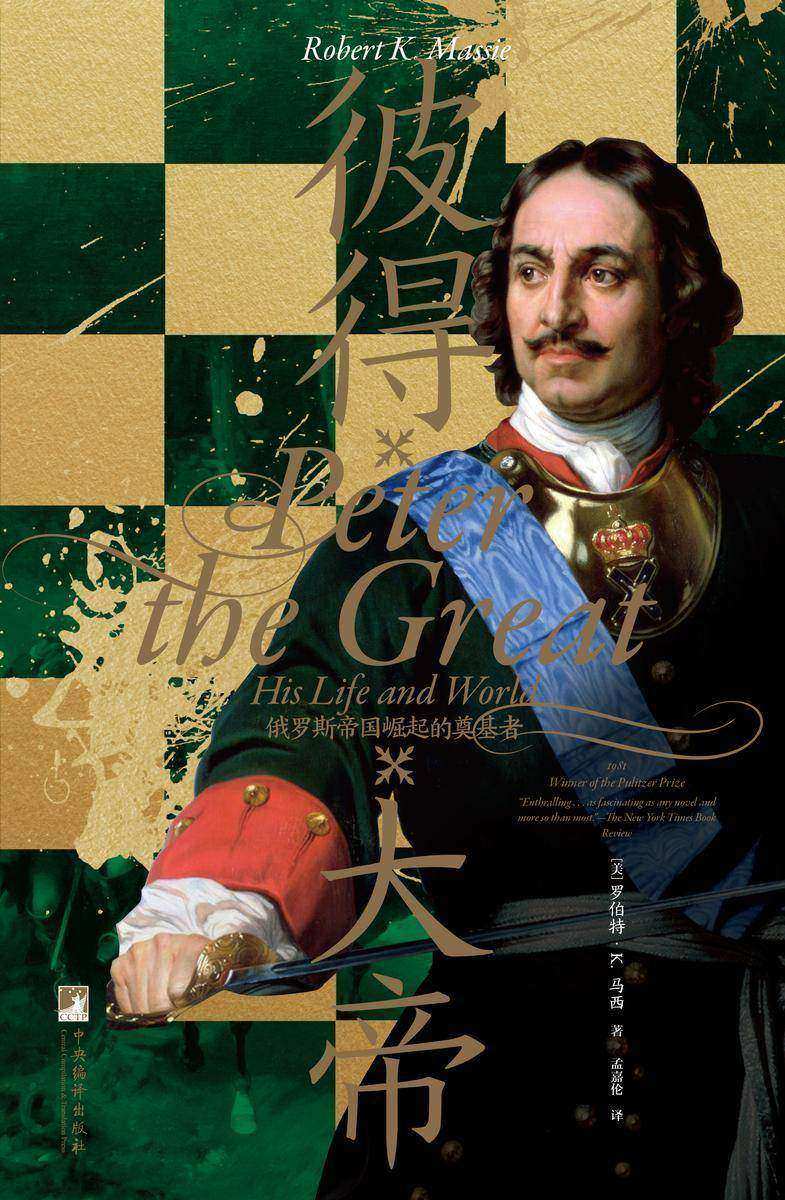 Robert K. Massie
彼得
Peter
the Great
His Life and World
俄罗斯帝国崛起的奠基者
大帝
1981
Winner of the Pulitzer Prize
"Enthralling . . . as fascinating as any novel and
more so than most."—The New York Times Book
Review
[美] 罗伯特·K. 马西 著 孟嘉伦 译
CCTP
中央编译出版社
Central Compilation & Translation Press